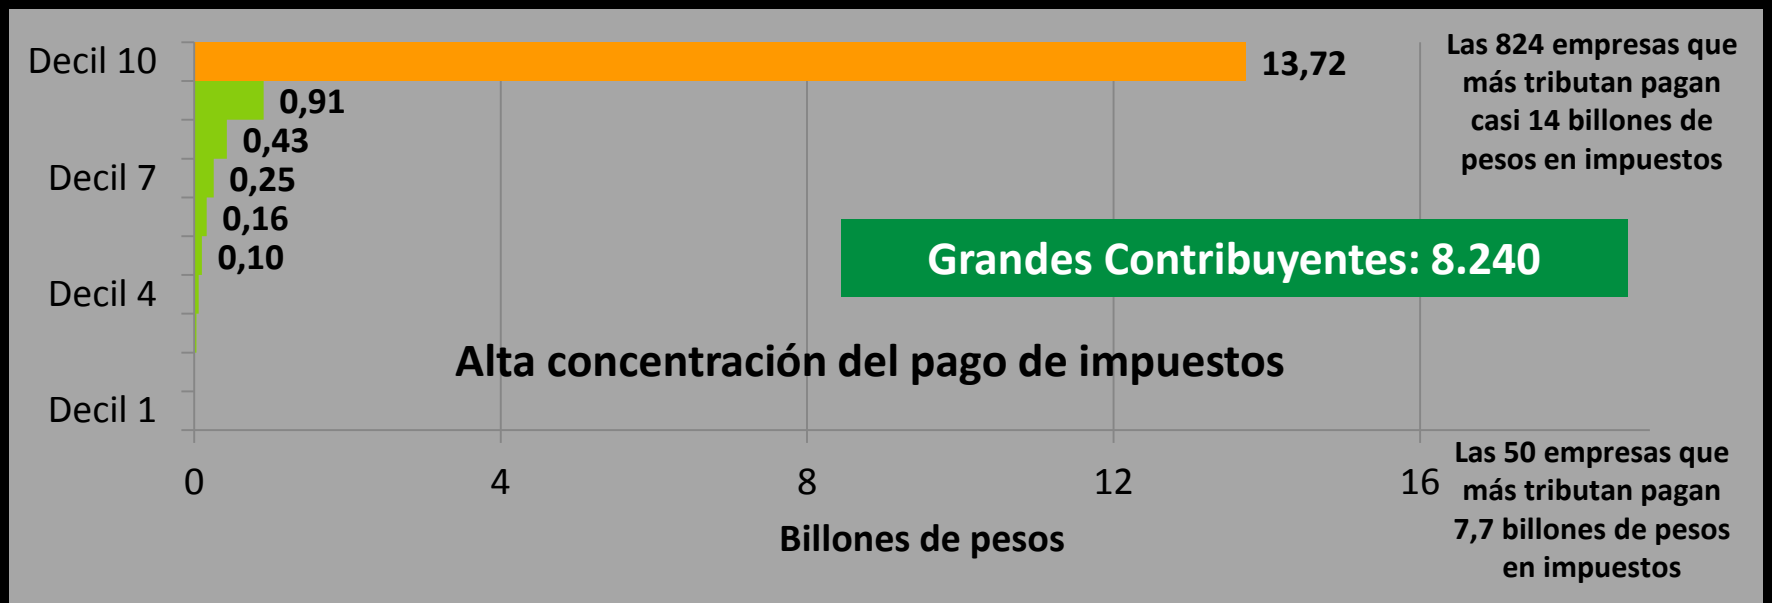 Decil 10
13,72
0,91
0,43
Decil 7
0,25
0,16
0,10
Decil 4
Decil 1
Las 824 empresas que
más tributan pagan
casi 14 billones de
pesos en impuestos
Grandes Contribuyentes: 8.240
Alta concentración del pago de impuestos
0
4
8
12
16
Billones de pesos
Las 50 empresas que
más tributan pagan
7,7 billones de pesos
en impuestos